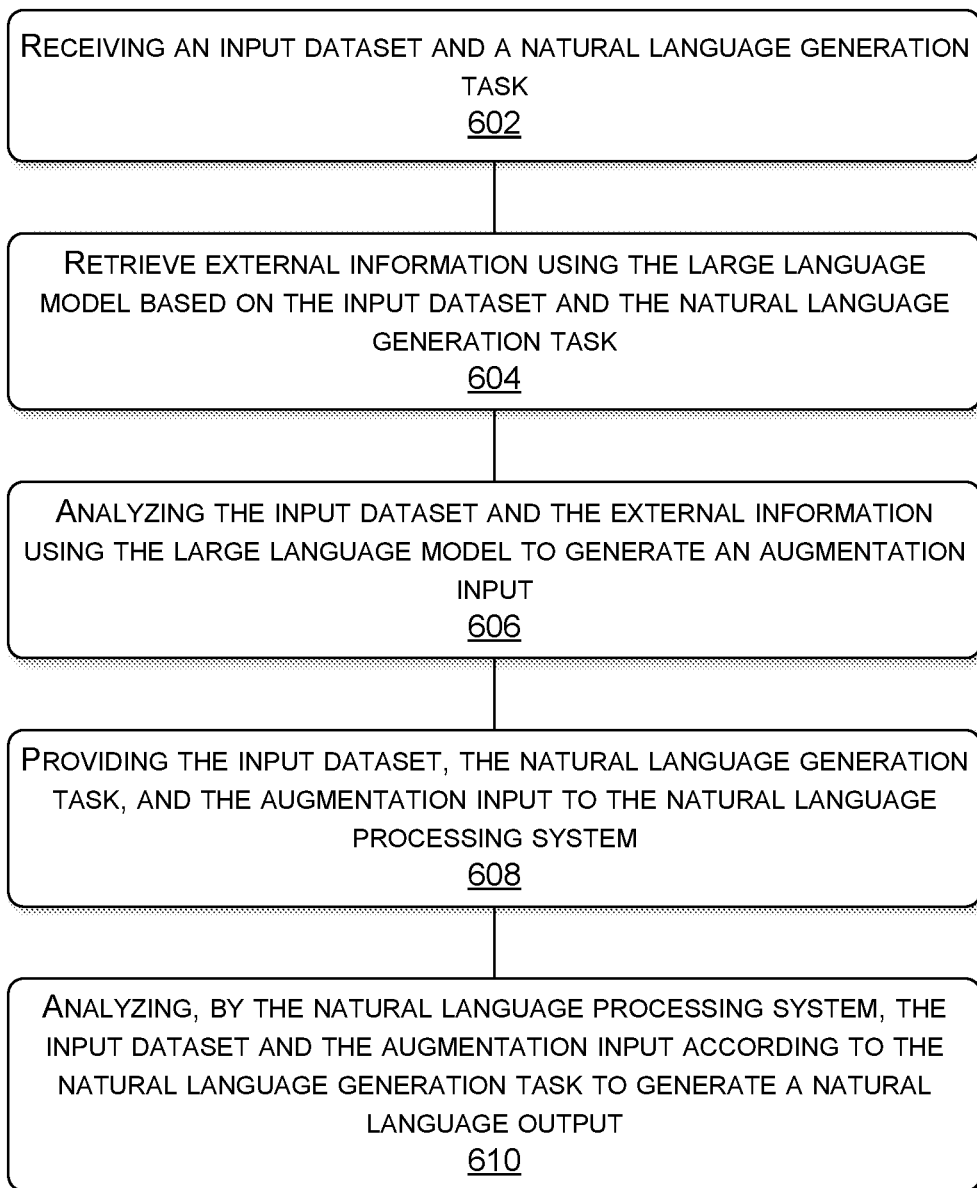 RECEIVING AN INPUT DATASET AND A NATURAL LANGUAGE GENERATION
TASK
602
RETRIEVE EXTERNAL INFORMATION USING THE LARGE LANGUAGE
MODEL BASED ON THE INPUT DATASET AND THE NATURAL LANGUAGE
GENERATION TASK
604
ANALYZING THE INPUT DATASET AND THE EXTERNAL INFORMATION
USING THE LARGE LANGUAGE MODEL TO GENERATE AN AUGMENTATION
INPUT
606
PROVIDING THE INPUT DATASET, THE NATURAL LANGUAGE GENERATION
TASK, AND THE AUGMENTATION INPUT TO THE NATURAL LANGUAGE
PROCESSING SYSTEM
608
ANALYZING, BY THE NATURAL LANGUAGE PROCESSING SYSTEM, THE
INPUT DATASET AND THE AUGMENTATION INPUT ACCORDING TO THE
NATURAL LANGUAGE GENERATION TASK TO GENERATE A NATURAL
LANGUAGE OUTPUT
610